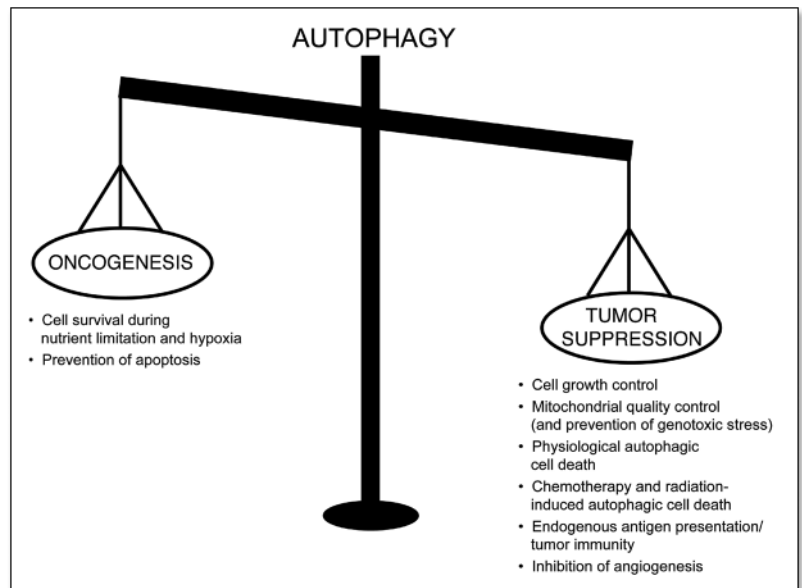 AUTOPHAGY
ONCOGENESIS
• Cell survival during
nutrient limitation and hypoxia
• Prevention of apoptosis
TUMOR
SUPPRESSION
• Cell growth control
• Mitochondrial quality control
(and prevention of genotoxic stress)
• Physiological autophagic
cell death
• Chemotherapy and radiation-
induced autophagic cell death
• Endogenous antigen presentation/
tumor immunity
• Inhibition of angiogenesis